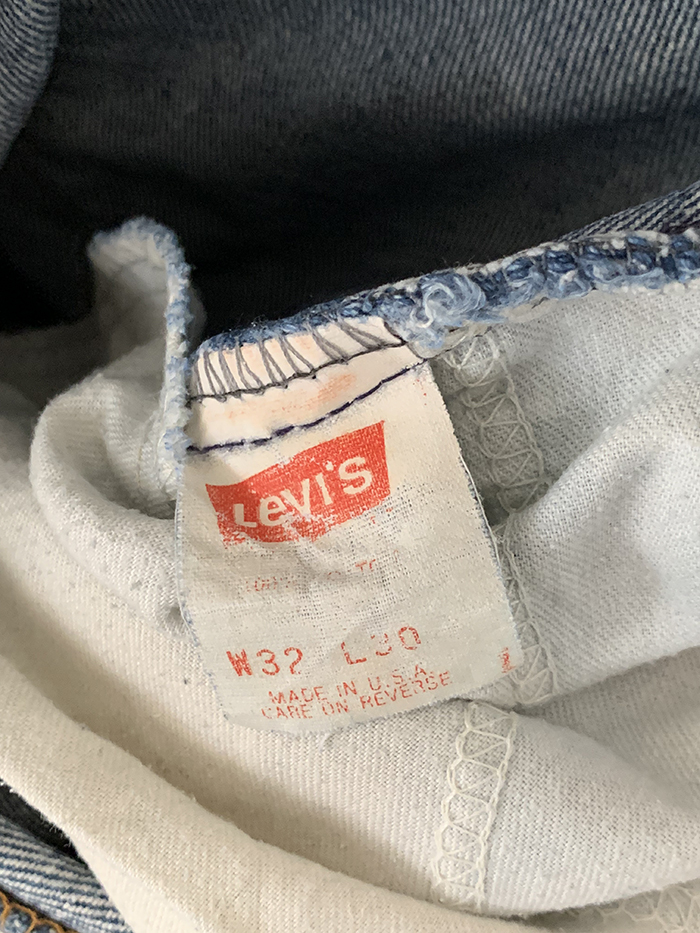 Levi's
W32 L30
MADE IN U.S.A.
CARE ON REVERSE